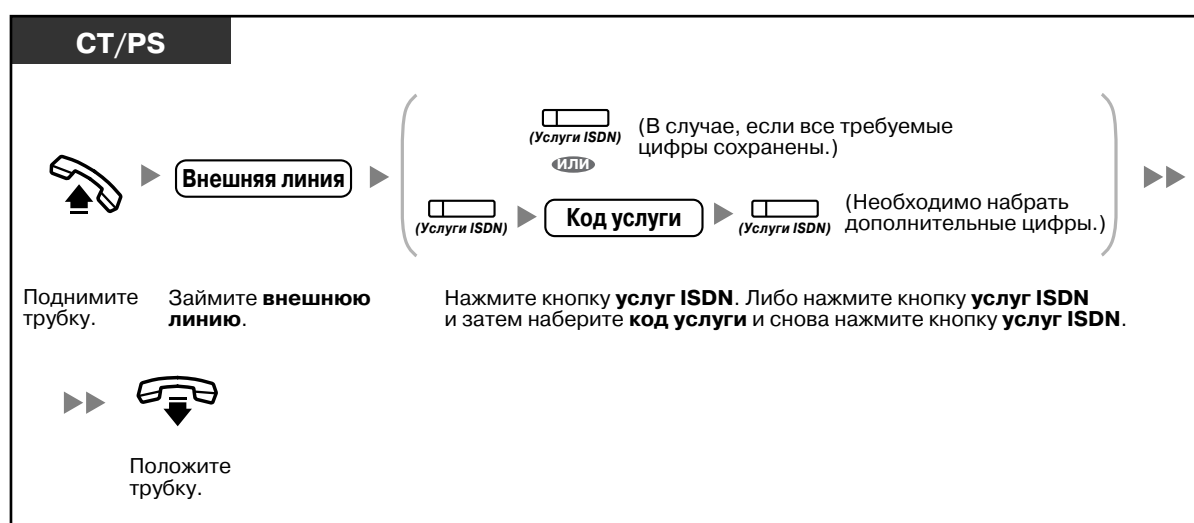 CT/PS
(Услуги ISDN)
(В случае, если все требуемые
цифры сохранены.)
ИЛИ
Внешняя линия
(Услуги ISDN)
Код услуги
(Услуги ISDN)
(Необходимо набрать
дополнительные цифры.)
Поднимите
трубку.
Займите внешнюю
линию.
Нажмите кнопку услуг ISDN. Либо нажмите кнопку услуг ISDN
и затем наберите код услуги и снова нажмите кнопку услуг ISDN.
Положите
трубку.